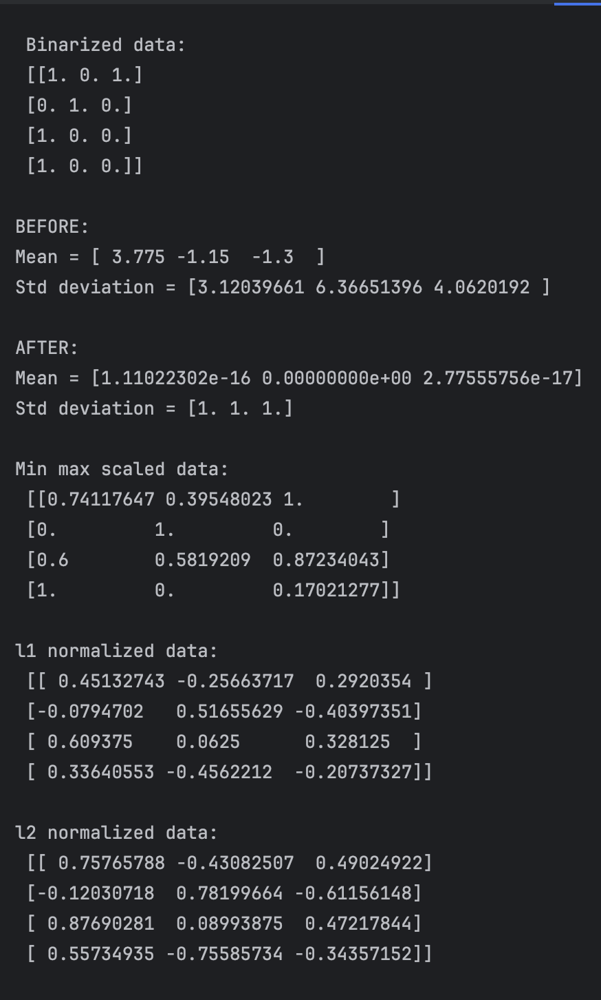 Binarized data:
[[1. 0. 1.]
[0. 1. 0.]
[1. 0. 0.]
[1. 0. 0.]]
BEFORE:
Mean = [ 3.775 -1.15  -1.3  ]
Std deviation = [3.12039661 6.36651396 4.0620192 ]
AFTER:
Mean = [1.11022302e-16 0.00000000e+00 2.77555756e-17]
Std deviation = [1. 1. 1.]
Min max scaled data:
[[0.74117647 0.39548023 1.        ]
[0.         1.         0.        ]
[0.6        0.5819209  0.87234043]
[1.         0.         0.17021277]]
l1 normalized data:
[[ 0.45132743 -0.25663717  0.2920354 ]
[-0.0794702   0.51655629 -0.40397351]
[ 0.609375    0.0625      0.328125  ]
[ 0.33640553 -0.4562212  -0.20737327]]
l2 normalized data:
[[ 0.75765788 -0.43082507  0.49024922]
[-0.12030718  0.78199664 -0.61156148]
[ 0.87690281  0.08993875  0.47217844]
[ 0.55734935 -0.75585734 -0.34357152]]